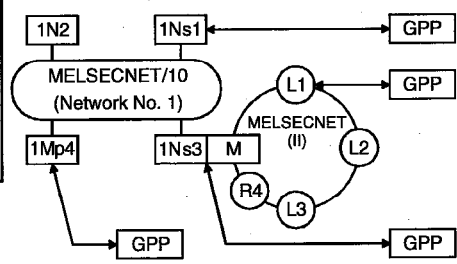 1N2
1Ns1
GPP
MELSECNET/10
(Network No. 1)
L1
GPP
MELSECNET
(II)
L2
1Mp4
1Ns3
M
R4
L3
GPP
GPP